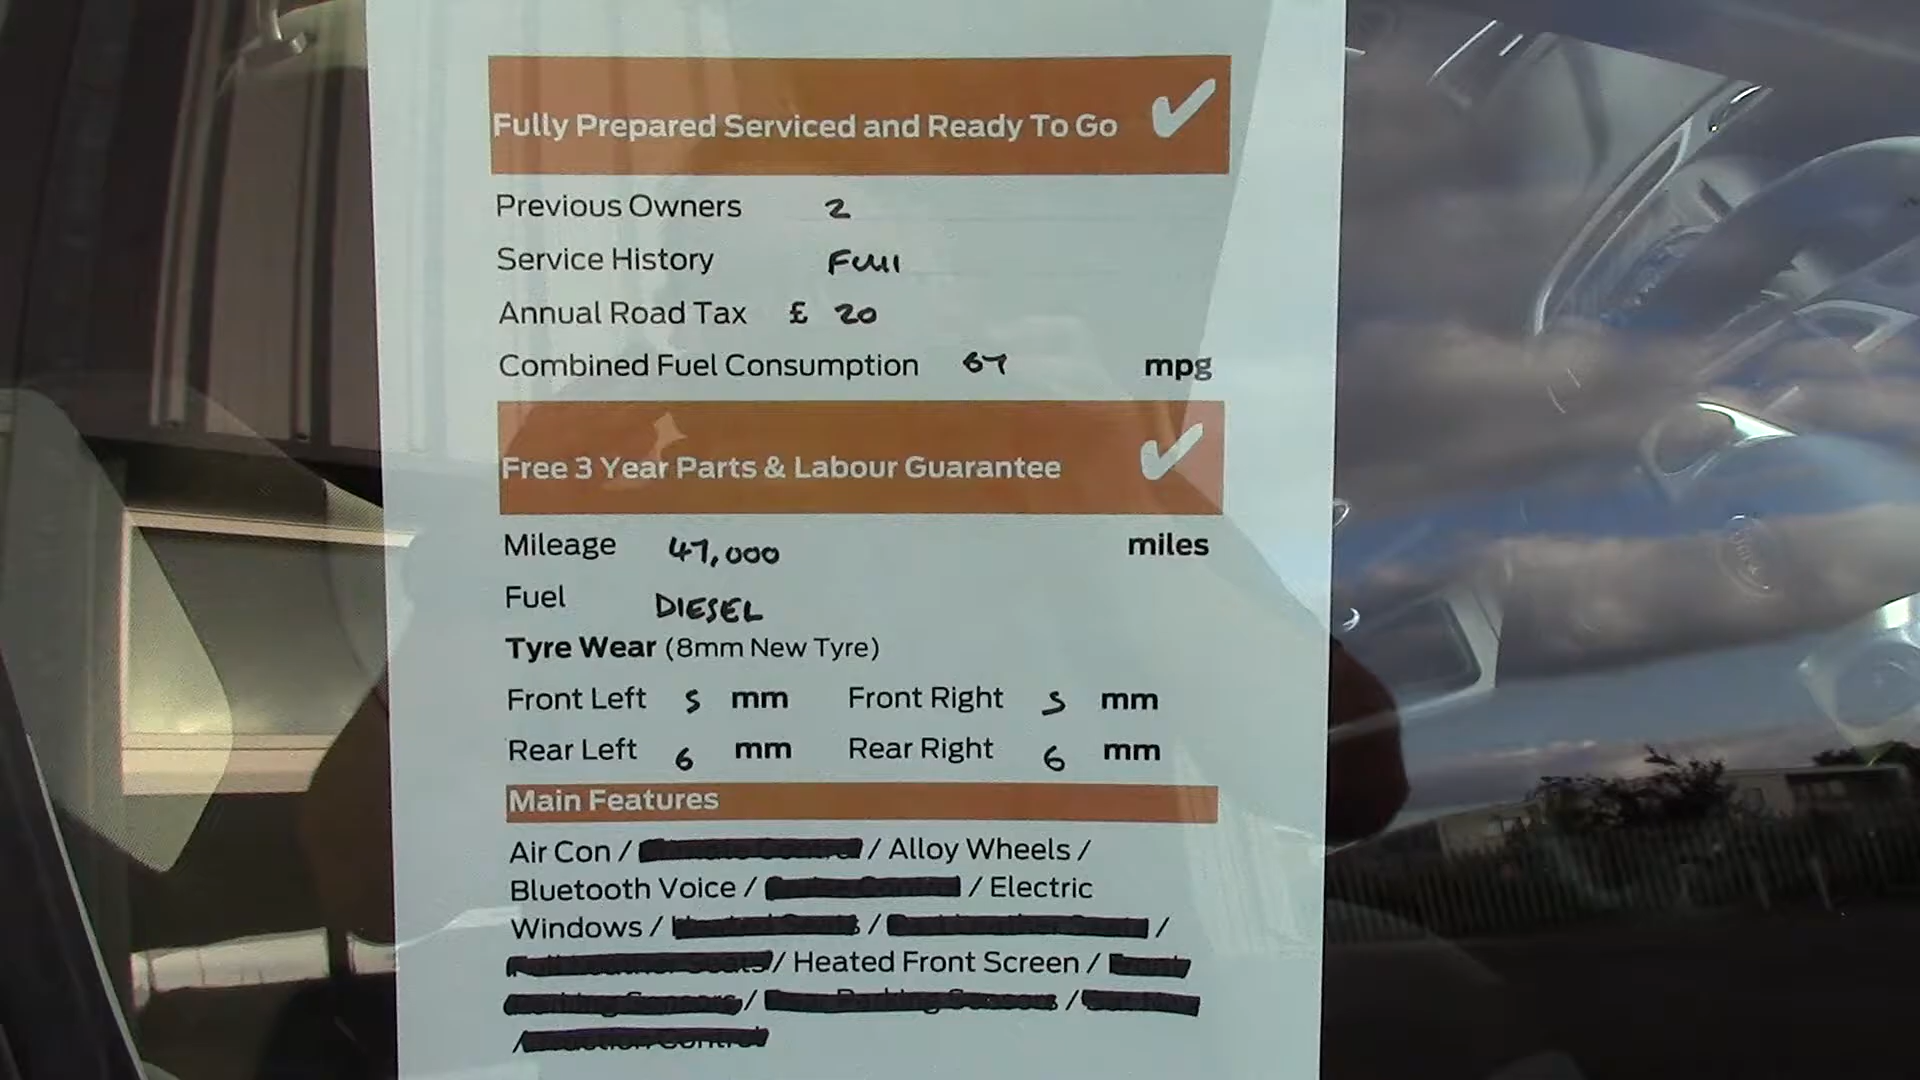 Fully Prepared Serviced and Ready To Go
Previous Owners 2
Service History Full
Annual Road Tax £ 20
Combined Fuel Consumption 67 mpg
Free 3 Year Parts & Labour Guarantee
Mileage 47,000 miles
Fuel DIESEL
Tyre Wear (8mm New Tyre)
Front Left 5 mm Front Right 5 mm
Rear Left 6 mm Rear Right 6 mm
Main Features
Air Con / / Alloy Wheels /
Bluetooth Voice / / Electric
Windows / / /
/ Heated Front Screen /
/ / 
/